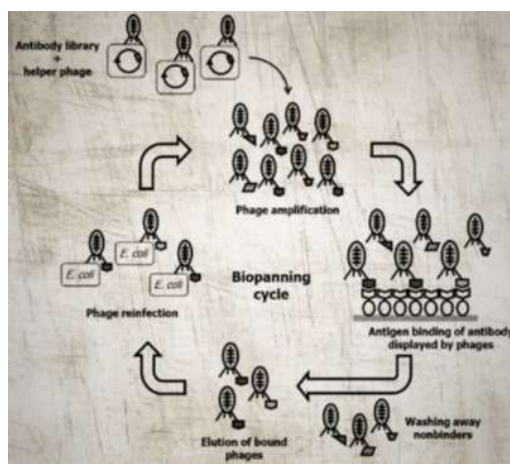 Antibody library
+
helper phage
Phage amplification
E. coli
E. coli
E. coli
Phage reinfection
Biopanning
cycle
Antigen binding of antibody
displayed by phages
Elution of bound
phages
Washing away
nonbinders